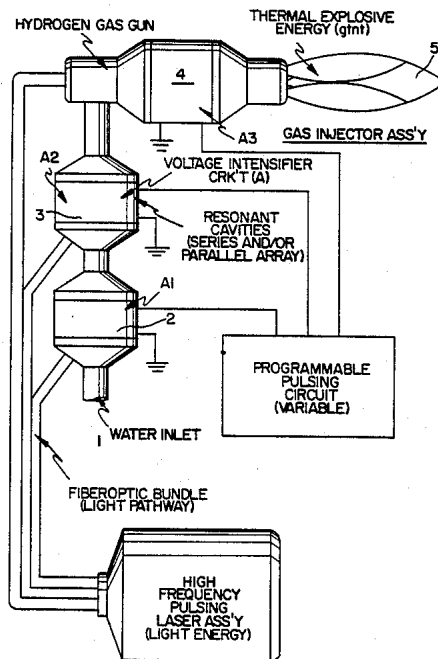 HYDROGEN GAS GUN
THERMAL EXPLOSIVE
ENERGY (gtnt)
5
4
GAS INJECTOR ASS'Y
A3
A2
VOLTAGE INTENSIFIER
CRK'T (A)
3
RESONANT
CAVITIES
(SERIES AND/OR
PARALLEL ARRAY)
A1
2
PROGRAMMABLE
PULSING
CIRCUIT
(VARIABLE)
1
WATER INLET
FIBEROPTIC BUNDLE
(LIGHT PATHWAY)
HIGH
FREQUENCY
PULSING
LASER ASS'Y
(LIGHT ENERGY)